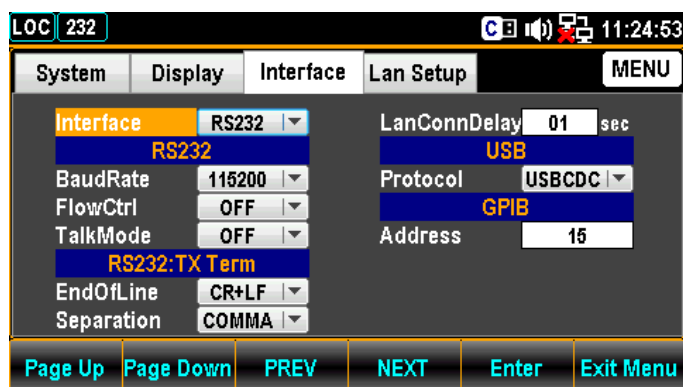 LOC 232 C 11:24:53
System Display Interface Lan Setup MENU
Interface RS232
RS232
BaudRate 115200
FlowCtrl OFF
TalkMode OFF
RS232:TX Term
EndOfLine CR+LF
Separation COMMA
LanConnDelay 01 sec
USB
Protocol USBCDC
GPIB
Address 15
Page Up Page Down PREV NEXT Enter Exit Menu